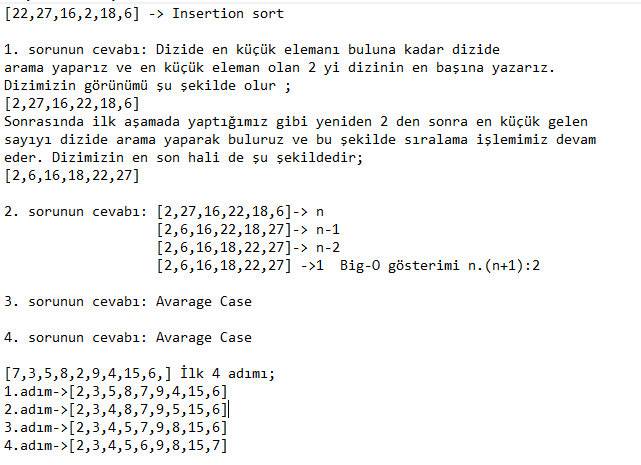 [22,27,16,2,18,6] -> Insertion sort
1. sorunun cevabı: Dizide en küçük elemanı buluna kadar dizide
arama yaparız ve en küçük eleman olan 2 yi dizinin en başına yazarız.
Dizimizin görünümü şu şekilde olur ;
[2,27,16,22,18,6]
Sonrasında ilk aşamada yaptığımız gibi yeniden 2 den sonra en küçük gelen
sayıyı dizide arama yaparak buluruz ve bu şekilde sıralama işlemimiz devam
eder. Dizimizin en son hali de şu şekildedir;
[2,6,16,18,22,27]
2. sorunun cevabı: [2,27,16,22,18,6]-> n
[2,6,16,22,18,27]-> n-1
[2,6,16,18,22,27]-> n-2
[2,6,16,18,22,27] ->1 Big-O gösterimi n.(n+1):2
3. sorunun cevabı: Avarage Case
4. sorunun cevabı: Avarage Case
[7,3,5,8,2,9,4,15,6,] İlk 4 adımı;
1.adım->[2,3,5,8,7,9,4,15,6]
2.adım->[2,3,4,8,7,9,5,15,6]
3.adım->[2,3,4,5,7,9,8,15,6]
4.adım->[2,3,4,5,6,9,8,15,7]